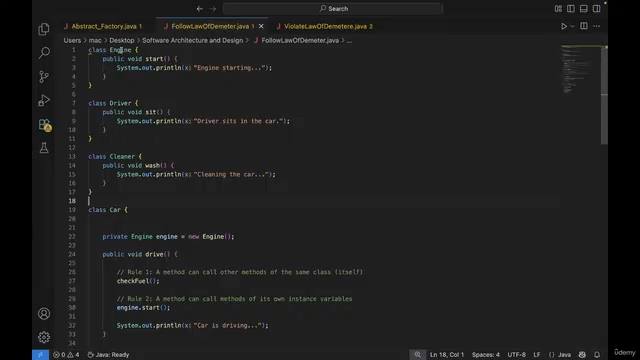 Search
Abstract_Factory.java 1
FollowLawOfDemeter.java 1
ViolateLawOfDemetere.java 3
Users > mac > Desktop > Software Architecture and Design > FollowLawOfDemeter.java > ...
1 class Engine {
2 public void start() {
3 System.out.println(x: "Engine starting...");
4 }
5 }
6
7 class Driver {
8 public void sit() {
9 System.out.println(x: "Driver sits in the car.");
10 }
11 }
12
13 class Cleaner {
14 public void wash() {
15 System.out.println(x: "Cleaning the car...");
16 }
17 }
18
19 class Car {
20
21
22 private Engine engine = new Engine();
23
24 public void drive() {
25
26 // Rule 1: A method can call other methods of the same class (itself)
27 checkFuel();
28
29 // Rule 2: A method can call methods of its own instance variables
30 engine.start();
31
32 System.out.println(x: "Car is driving...");
33 }
34
0 4
Java: Ready
Ln 18, Col 1
Spaces: 4
UTF-8
LF
Java
udemy